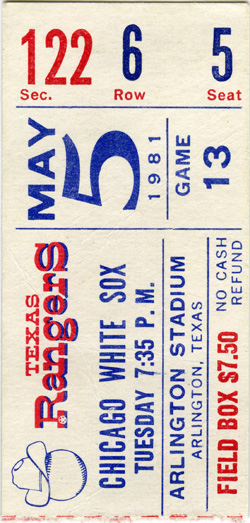 122 6 5
Sec. Row Seat
MAY
5
1981
GAME
13
TEXAS
Rangers
CHICAGO WHITE SOX
TUESDAY 7:35 P. M.
ARLINGTON STADIUM
ARLINGTON, TEXAS
FIELD BOX $7.50
NO CASH
REFUND